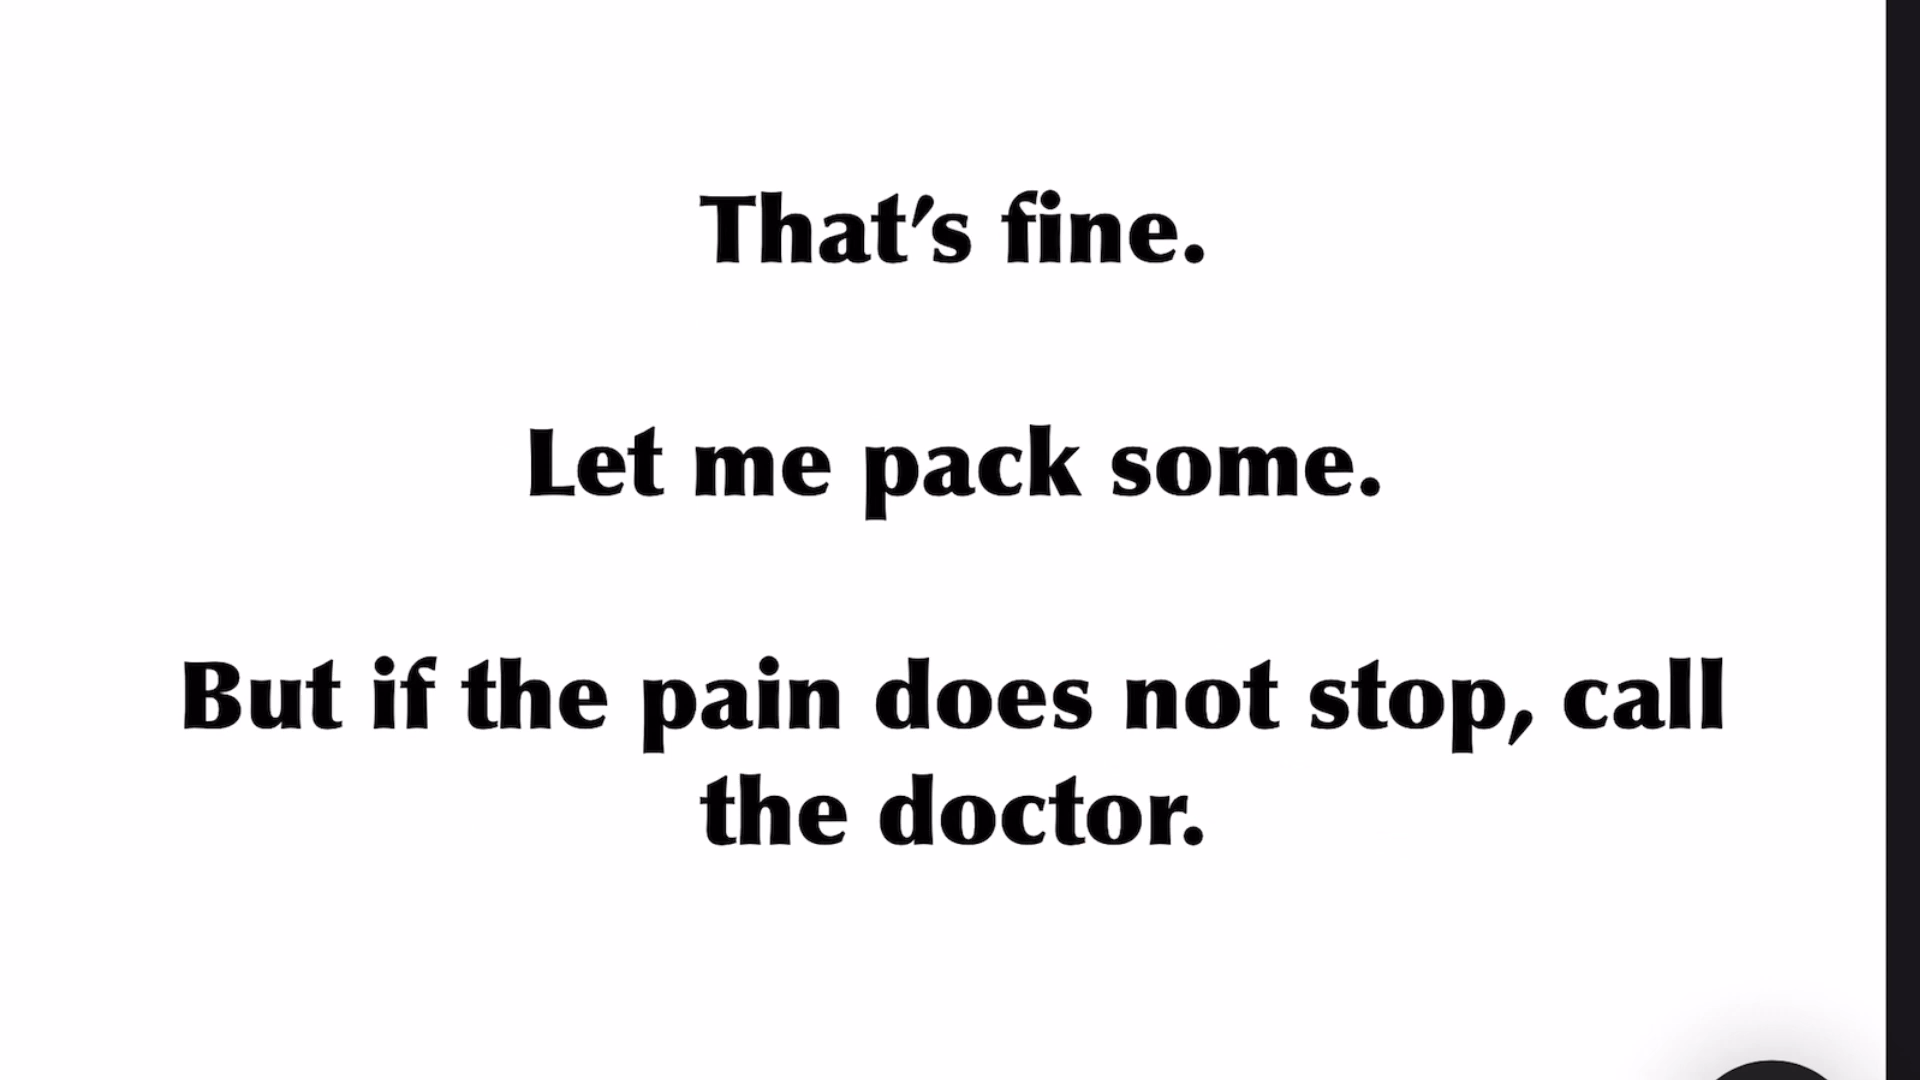 That’s fine.
Let me pack some.
But if the pain does not stop, call
the doctor.